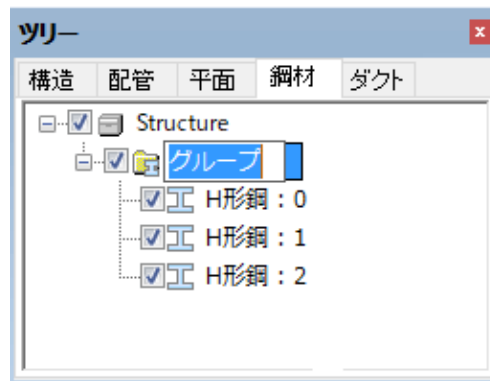 ツリー
構造 配管 平面 鋼材 ダクト
Structure
グループ
H形鋼：0
H形鋼：1
H形鋼：2